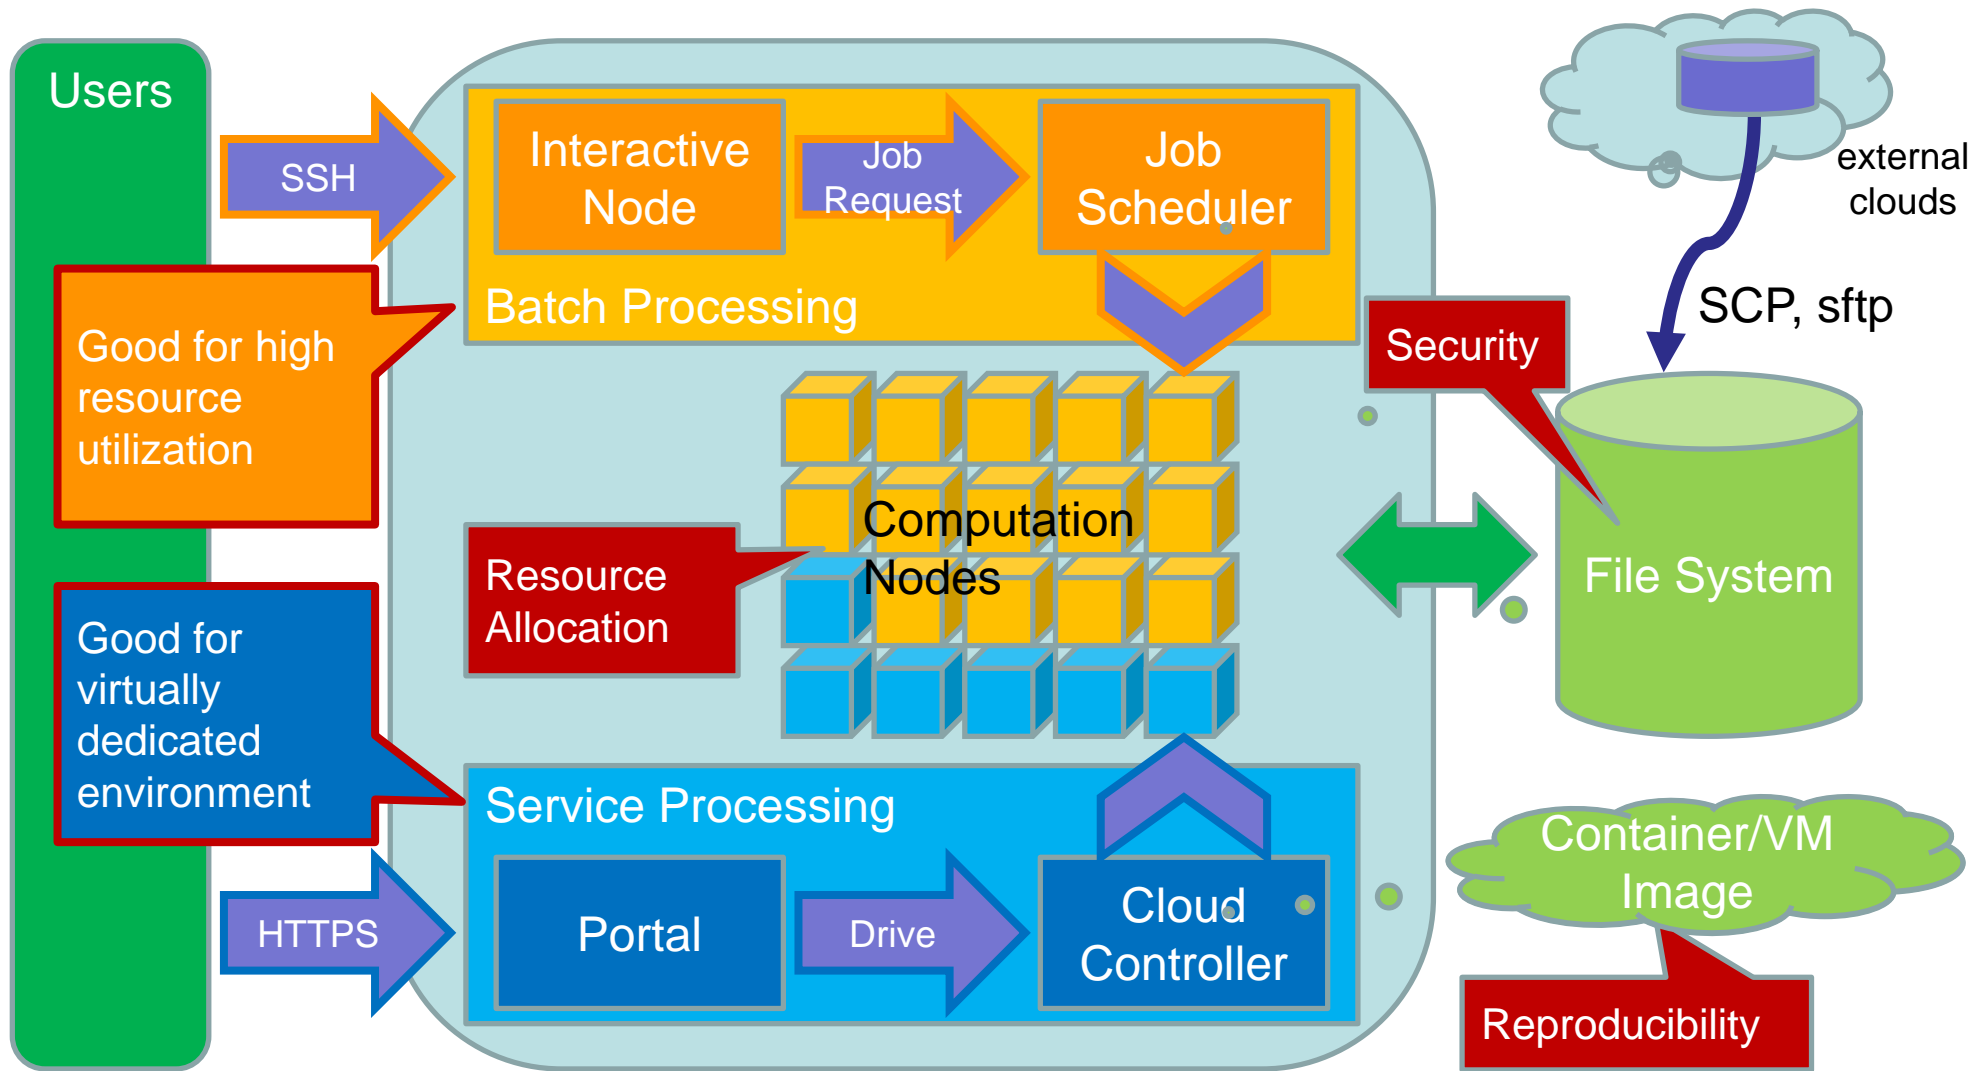 Users
SSH
Interactive
Node
Job
Request
Job
Scheduler
Batch Processing
Good for high
resource
utilization
external
clouds
SCP, sftp
Security
Computation
Nodes
Resource
Allocation
File System
Good for
virtually
dedicated
environment
Service Processing
HTTPS
Portal
Drive
Cloud
Controller
Container/VM
Image
Reproducibility